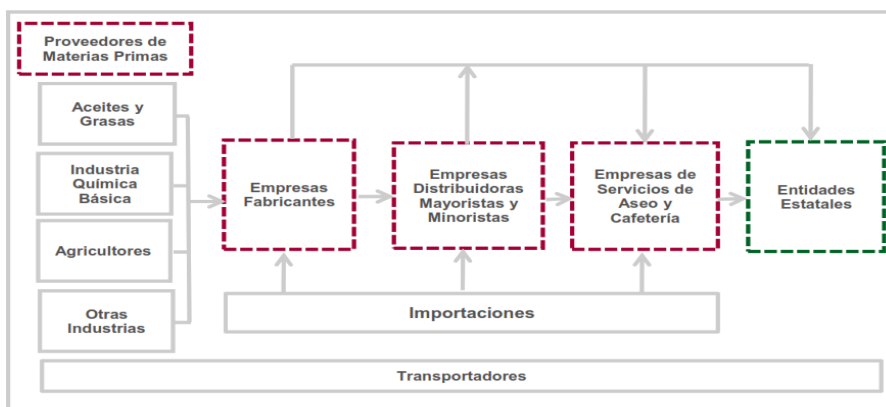 Proveedores de
Materias Primas
Aceites y
Grasas
Industria
Química
Básica
Agricultores
Otras
Industrias
Empresas
Fabricantes
Empresas
Distribuidoras
Mayoristas y
Minoristas
Empresas de
Servicios de
Aseo y
Cafetería
Entidades
Estatales
Importaciones
Transportadores